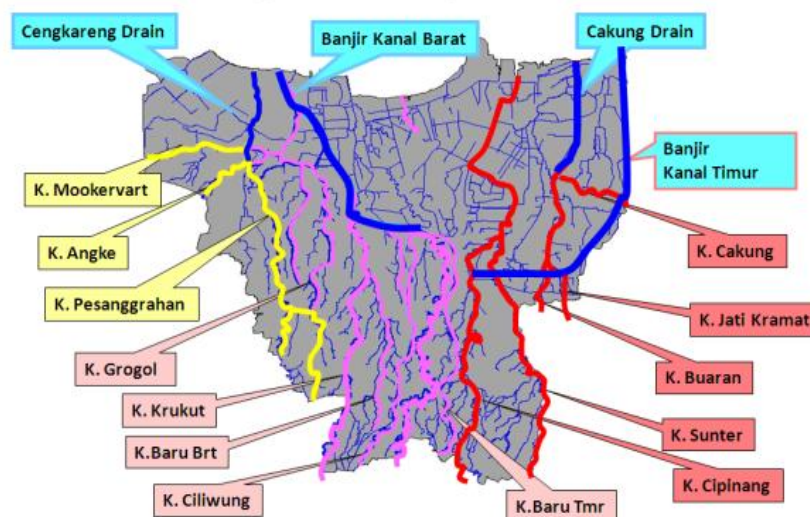 Cengkareng Drain
Banjir Kanal Barat
Cakung Drain
Banjir
Kanal Timur
K. Mookervart
K. Angke
K. Pesanggrahan
K. Grogol
K. Krukut
K.Baru Brt
K. Ciliwung
K.Baru Tmr
K. Cakung
K. Jati Kramat
K. Buaran
K. Sunter
K. Cipinang